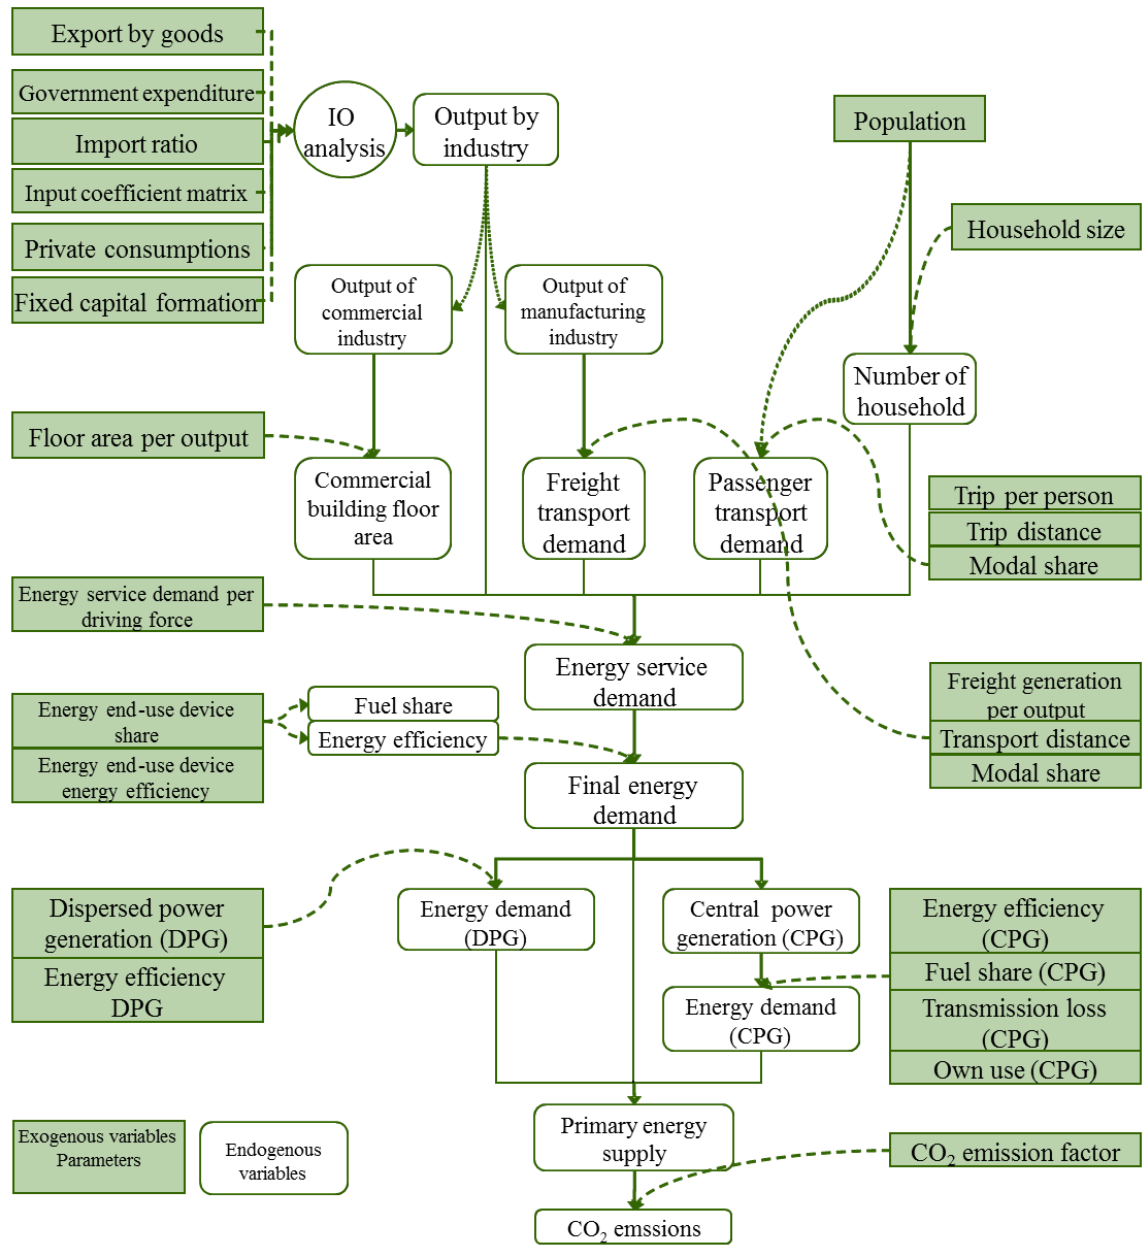 Export by goods
Government expenditure
Import ratio
Input coefficient matrix
Private consumptions
Fixed capital formation
IO
analysis
Output by
industry
Population
Household size
Output of
commercial
industry
Output of
manufacturing
industry
Number of
household
Floor area per output
Commercial
building floor
area
Freight
transport
demand
Passenger
transport
demand
Trip per person
Trip distance
Modal share
Energy service demand per
driving force
Energy service
demand
Freight generation
per output
Transport distance
Modal share
Energy end-use device
share
Energy end-use device
energy efficiency
Fuel share
Energy efficiency
Final energy
demand
Dispersed power
generation (DPG)
Energy efficiency
DPG
Energy demand
(DPG)
Central power
generation (CPG)
Energy demand
(CPG)
Energy efficiency
(CPG)
Fuel share (CPG)
Transmission loss
(CPG)
Own use (CPG)
Primary energy
supply
CO₂ emission factor
CO₂ emssions
Exogenous variables
Parameters
Endogenous
variables